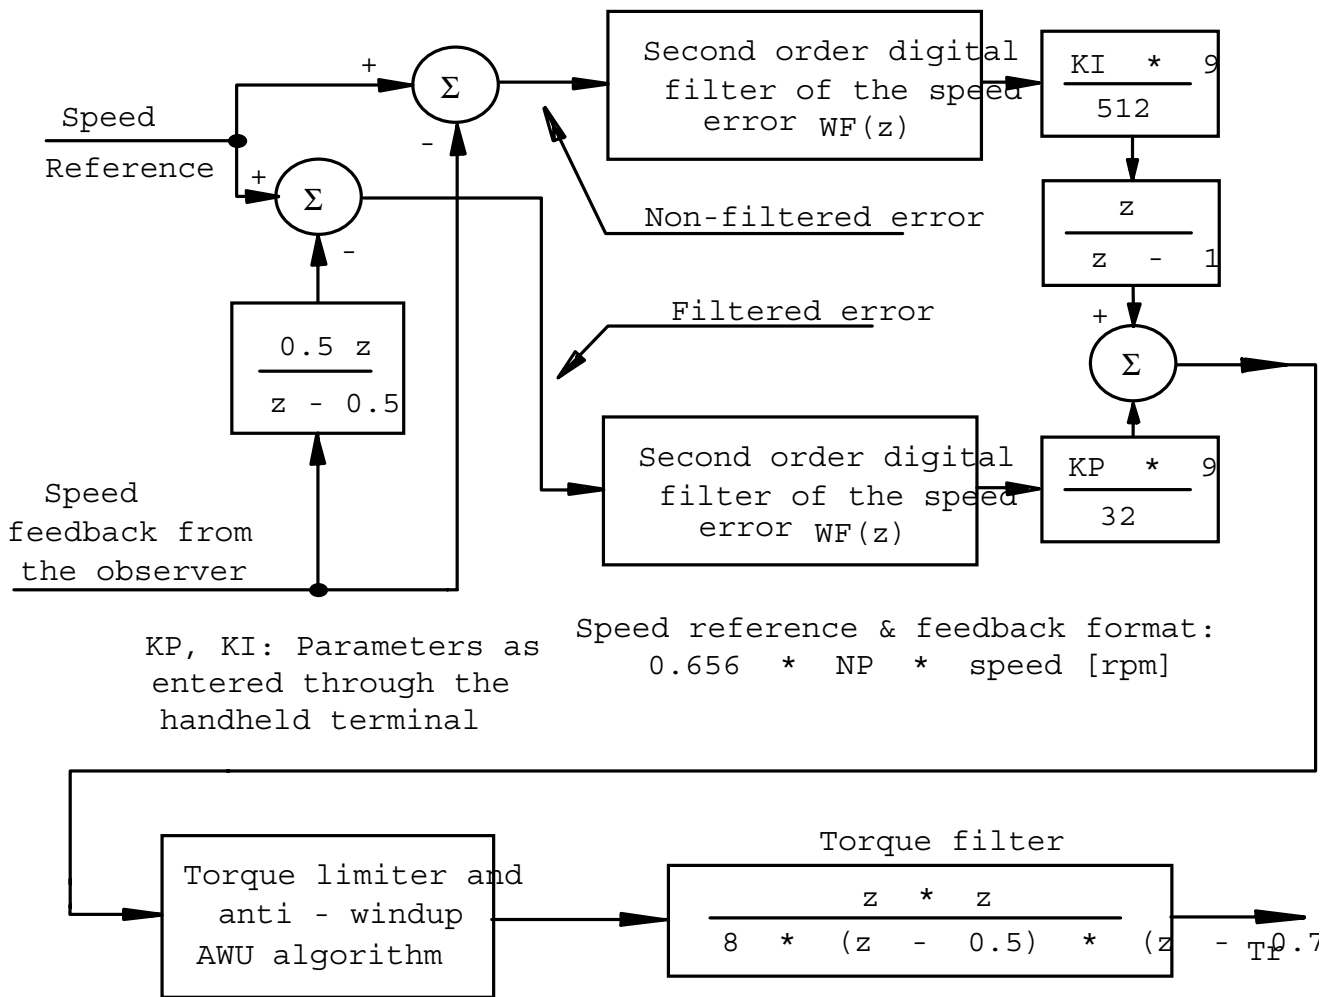 Second order digital
filter of the speed
error WF(z)
KI * 9
512
+
Σ
-
Speed
Reference
+
Σ
-
Non-filtered error
z
z - 1
Filtered error
+
Σ
0.5 z
z - 0.5
Second order digital
filter of the speed
error WF(z)
KP * 9
32
Speed
feedback from
the observer
KP, KI: Parameters as
entered through the
handheld terminal
Speed reference & feedback format:
0.656 * NP * speed [rpm]
Torque filter
Torque limiter and
anti - windup
AWU algorithm
z * z
8 * (z - 0.5) * (z - 0.7